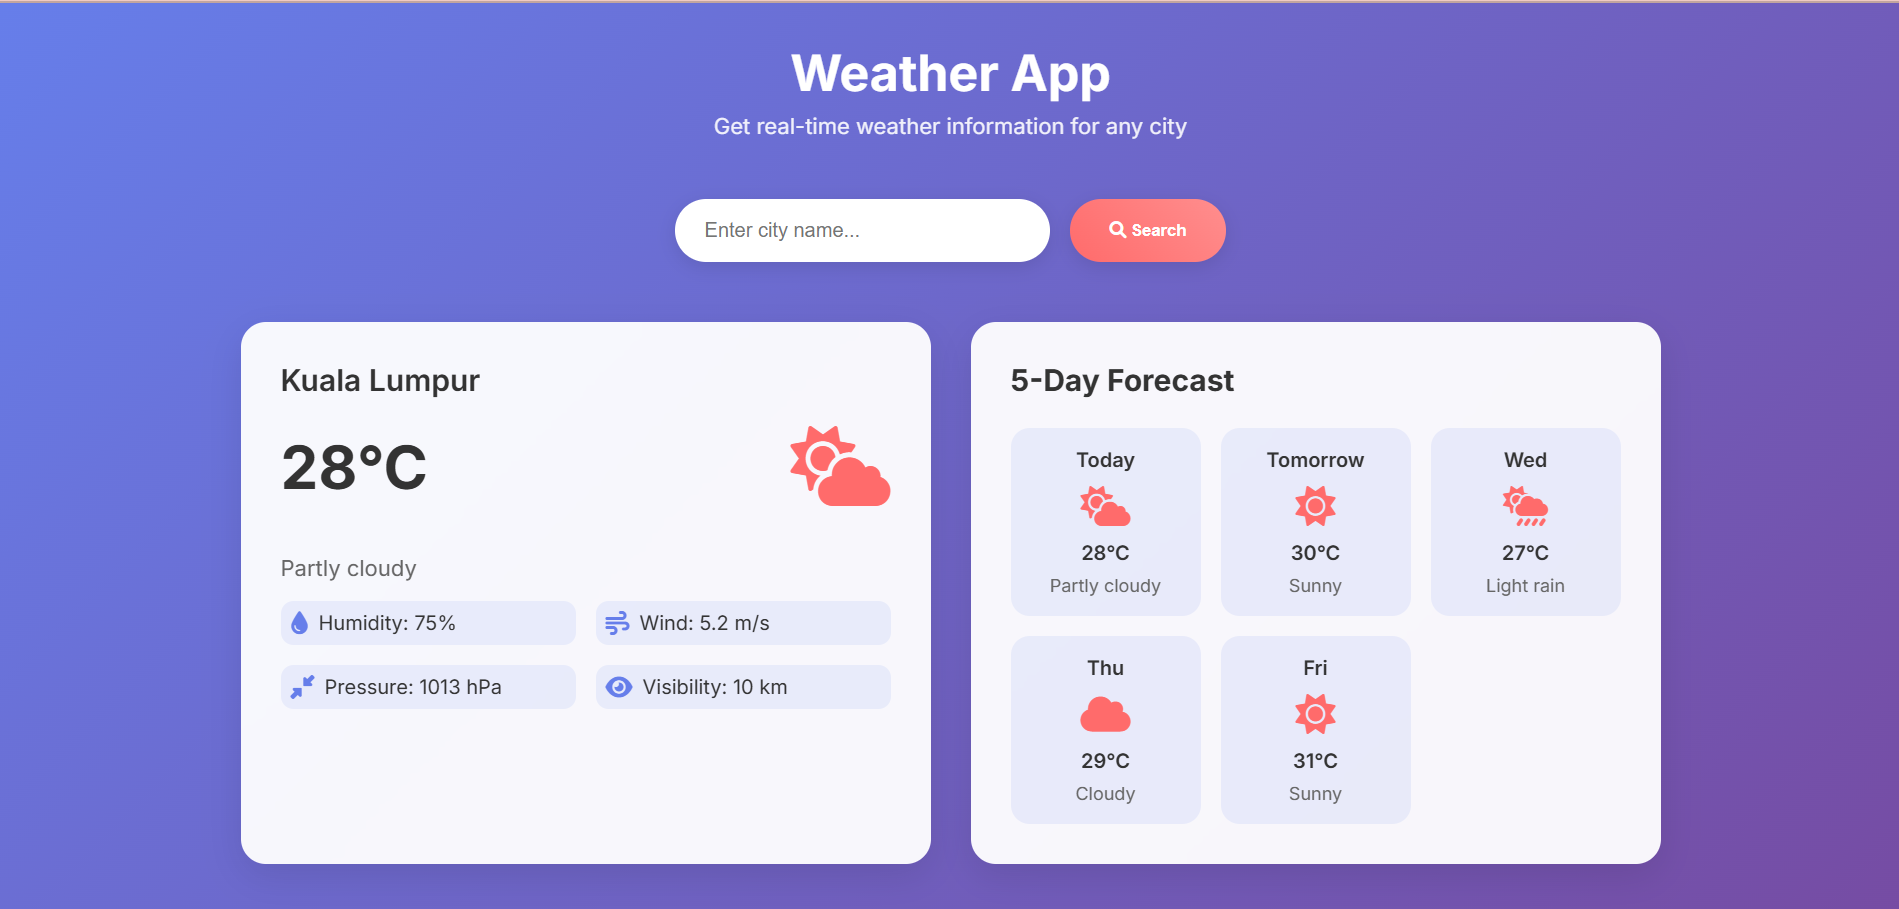 Weather App
Get real-time weather information for any city
Enter city name...
Search
Kuala Lumpur
28°C
Partly cloudy
Humidity: 75%
Wind: 5.2 m/s
Pressure: 1013 hPa
Visibility: 10 km
5-Day Forecast
Today
28°C
Partly cloudy
Tomorrow
30°C
Sunny
Wed
27°C
Light rain
Thu
29°C
Cloudy
Fri
31°C
Sunny